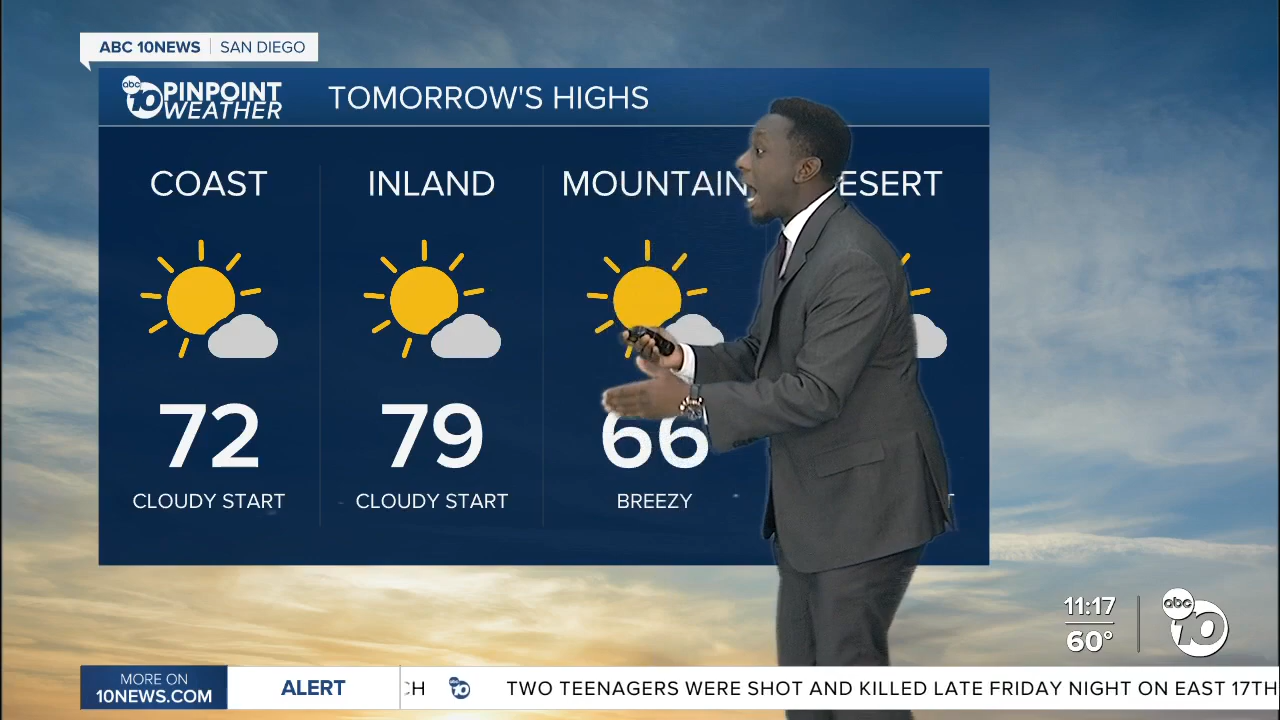 ABC 10NEWS | SAN DIEGO
abc 10 PINPOINT WEATHER
TOMORROW'S HIGHS
COAST
72
CLOUDY START
INLAND
79
CLOUDY START
MOUNTAIN
66
BREEZY
ESERT
T
11:17
60°
abc 10
MORE ON
10NEWS.COM
ALERT
CH abc 10 TWO TEENAGERS WERE SHOT AND KILLED LATE FRIDAY NIGHT ON EAST 17TH